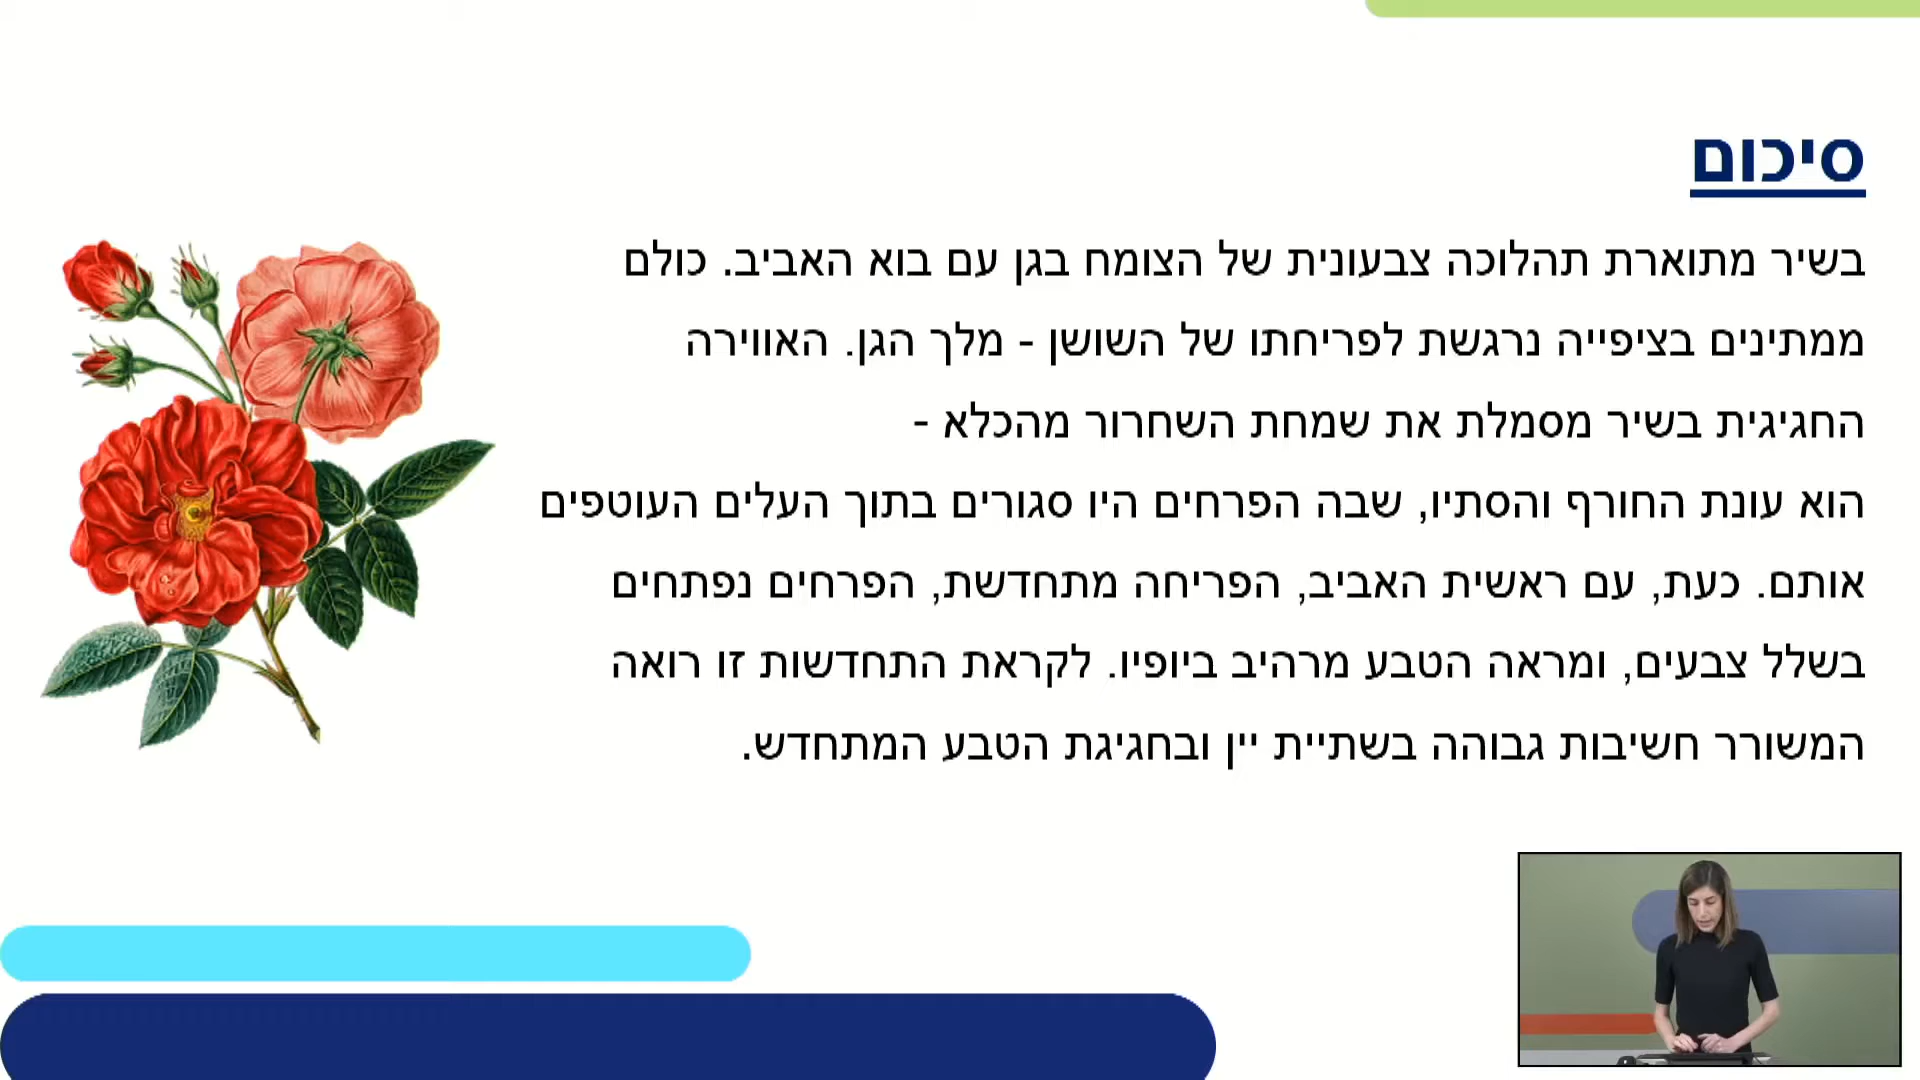 סיכום
בשיר מתוארת תהלוכה צבעונית של הצומח בגן עם בוא האביב. כולם
ממתינים בציפייה נרגשת לפריחתו של השושן - מלך הגן. האווירה
החגיגית בשיר מסמלת את שמחת השחרור מהכלא -
הוא עונת החורף והסתיו, שבה הפרחים היו סגורים בתוך העלים העוטפים
אותם. כעת, עם ראשית האביב, הפריחה מתחדשת, הפרחים נפתחים
בשלל צבעים, ומראה הטבע מרהיב ביופיו. לקראת התחדשות זו רואה
המשורר חשיבות גבוהה בשתיית יין ובחגיגת הטבע המתחדש.